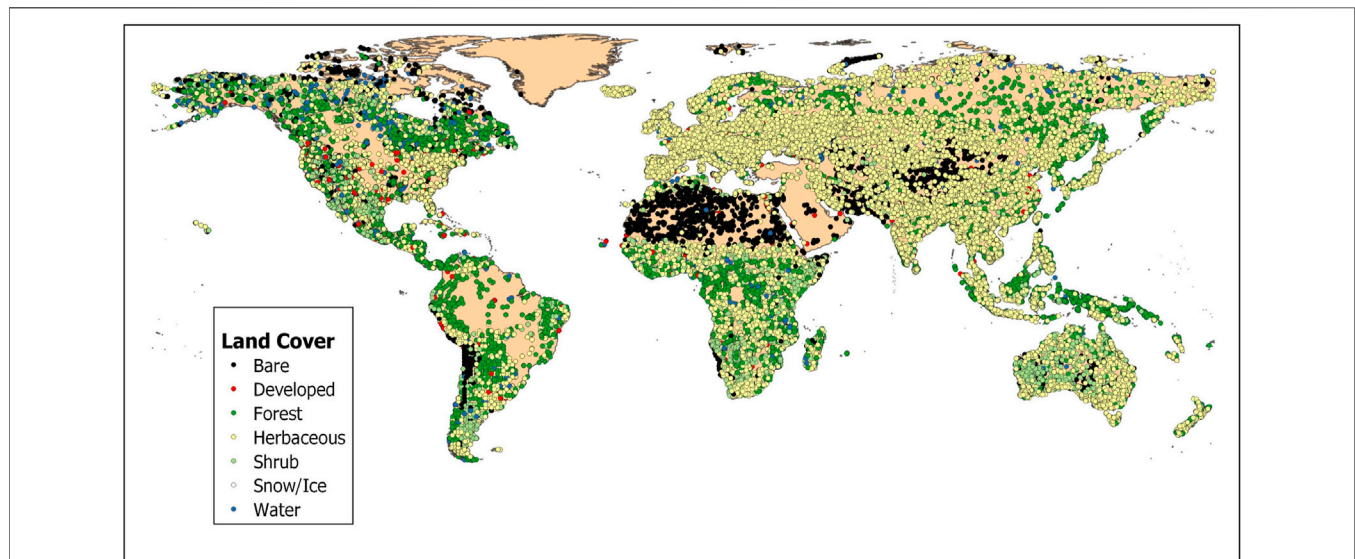 Land Cover
Bare
Developed
Forest
Herbaceous
Shrub
Snow/Ice
Water